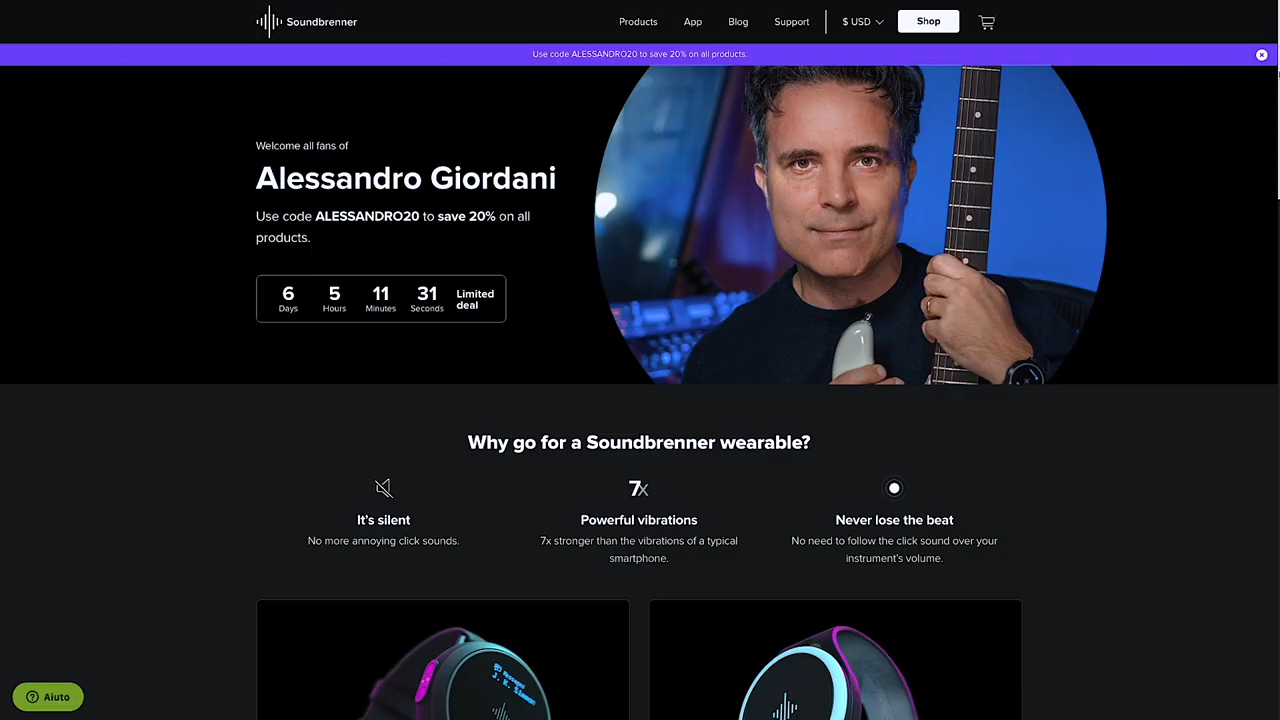 Soundbrenner
Products
App
Blog
Support
$ USD
Shop
Use code ALESSANDRO20 to save 20% on all products.
Welcome all fans of
Alessandro Giordani
Use code ALESSANDRO20 to save 20% on all
products.
6
Days
5
Hours
11
Minutes
31
Seconds
Limited
deal
Why go for a Soundbrenner wearable?
7x
It's silent
No more annoying click sounds.
Powerful vibrations
7x stronger than the vibrations of a typical
smartphone.
Never lose the beat
No need to follow the click sound over your
instrument's volume.
Messages
J. K. Simmon
Aiuto